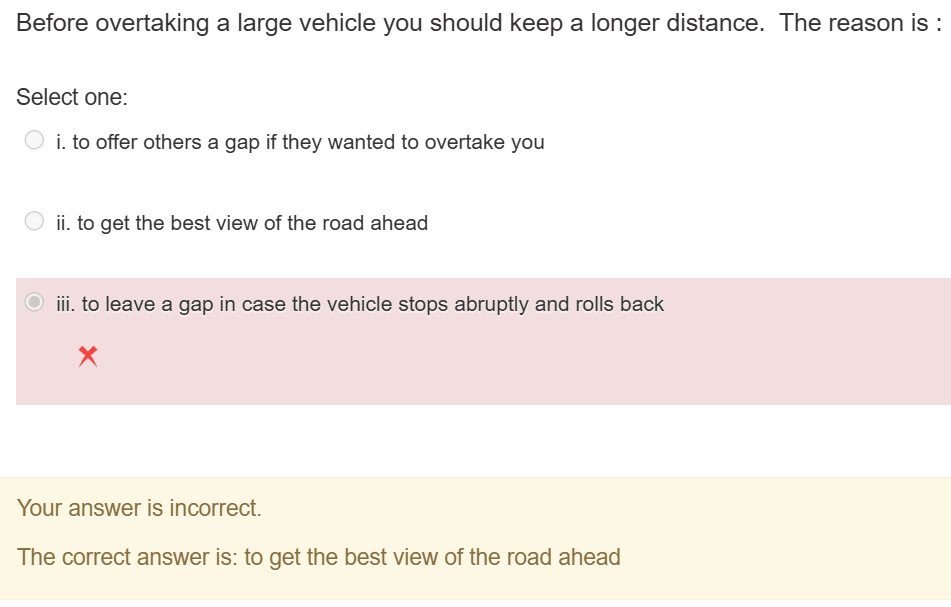 Before overtaking a large vehicle you should keep a longer distance.  The reason is :
Select one:
i. to offer others a gap if they wanted to overtake you
ii. to get the best view of the road ahead
iii. to leave a gap in case the vehicle stops abruptly and rolls back
Your answer is incorrect.
The correct answer is: to get the best view of the road ahead